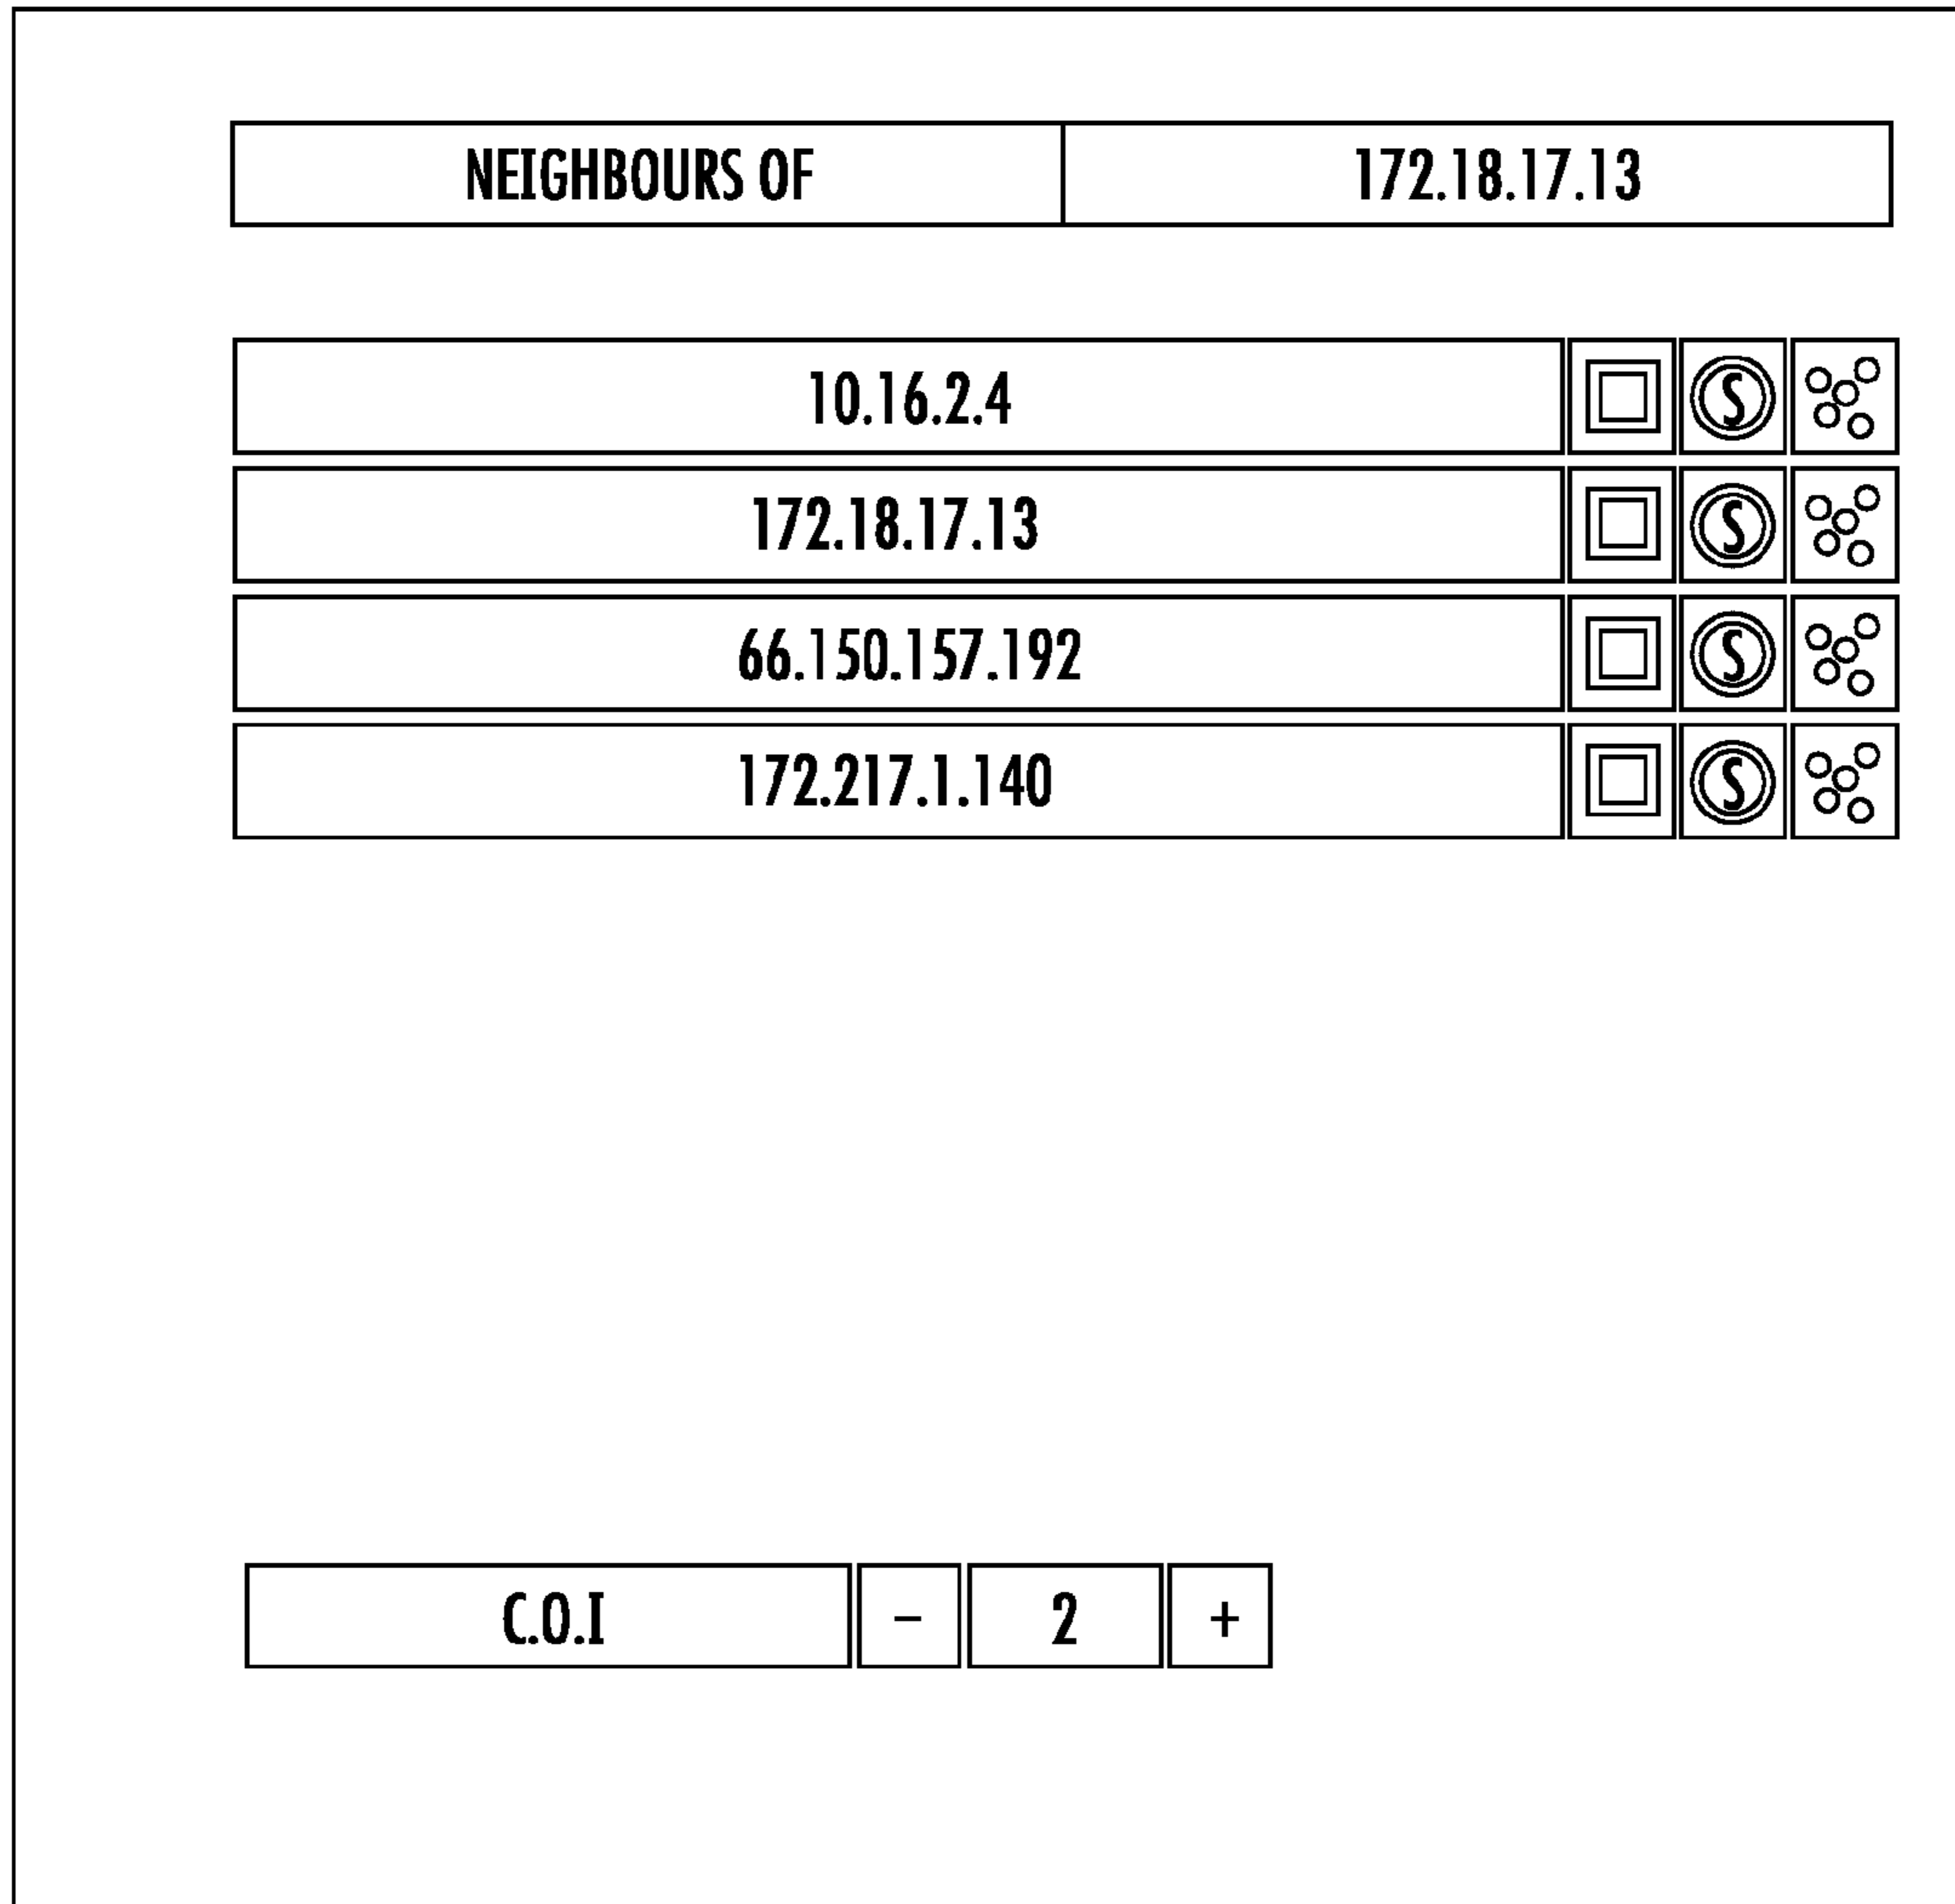 NEIGHBOURS OF 172.18.17.13
10.16.2.4 S
172.18.17.13 S
66.150.157.192 S
172.217.1.140 S
C.O.I - 2 +